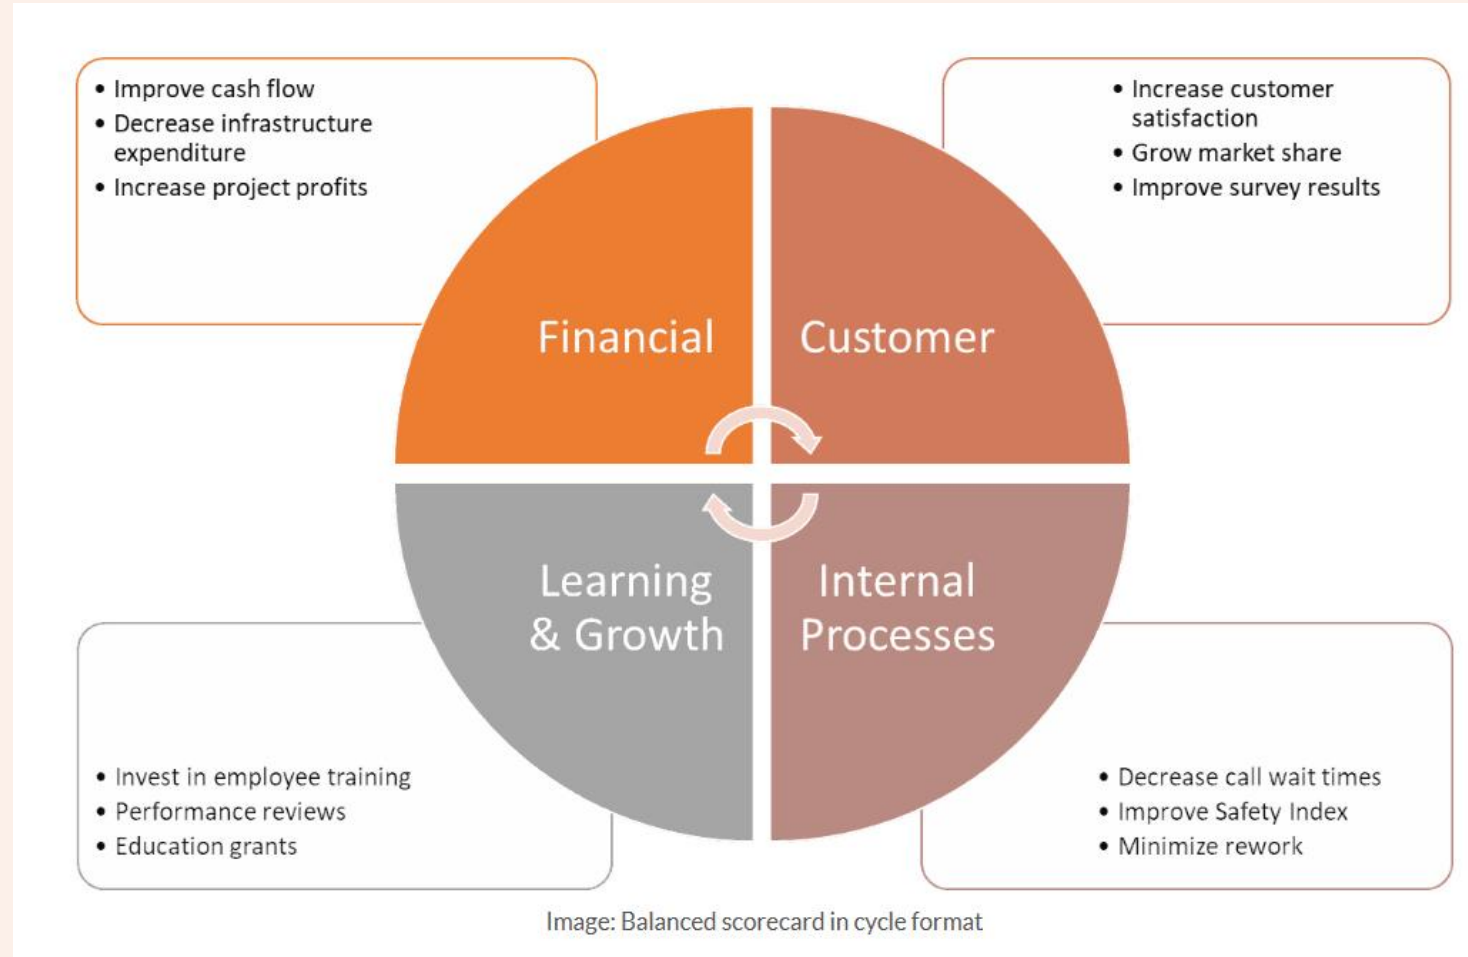 • Improve cash flow
• Decrease infrastructure
expenditure
• Increase project profits
• Increase customer
satisfaction
• Grow market share
• Improve survey results
Financial
Customer
Learning
& Growth
Internal
Processes
• Invest in employee training
• Performance reviews
• Education grants
• Decrease call wait times
• Improve Safety Index
• Minimize rework
Image: Balanced scorecard in cycle format